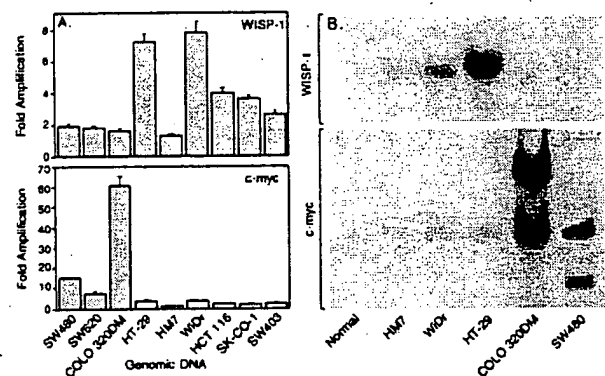 A.
WISP-1
Fold Amplification
8
6
4
2
0
c-myc
Fold Amplification
70
60
50
40
30
20
10
0
SW480
SW620
COLO 320DM
HT-29
HM7
WiDr
HCT 116
SK-CO-1
SW403
Genomic DNA
B.
WISP-1
c-myc
Normal
HM7
WiDr
HT-29
COLO 320DM
SW480